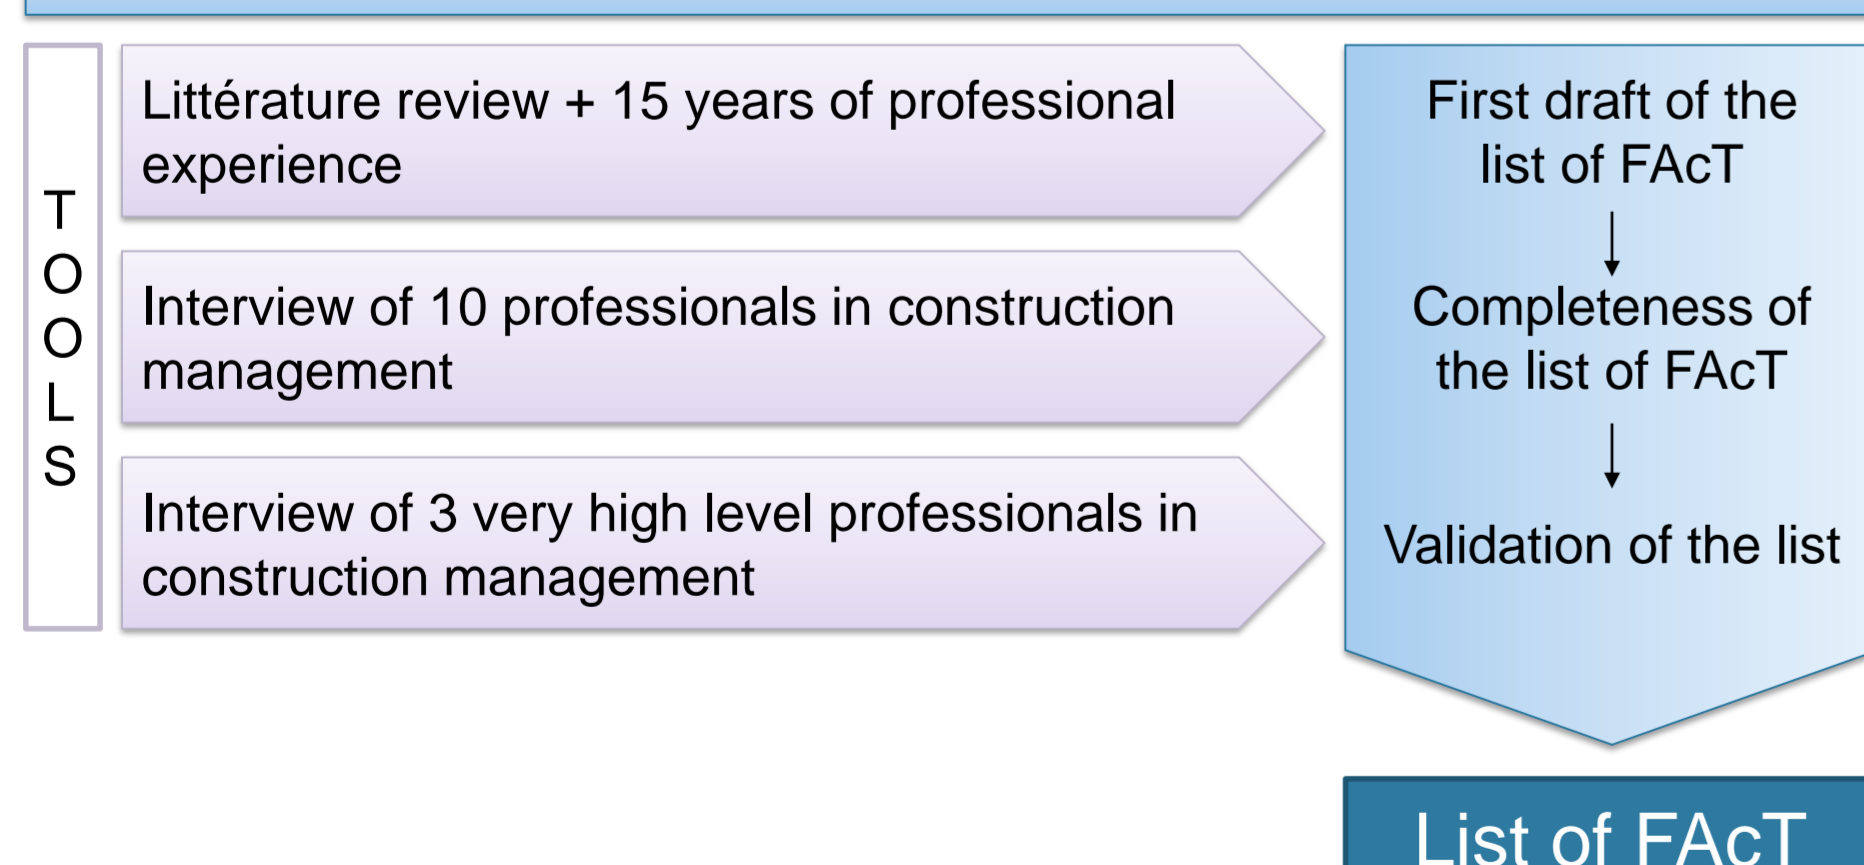 TOOLS
Littérature review + 15 years of professional
experience
Interview of 10 professionals in construction
management
Interview of 3 very high level professionals in
construction management
First draft of the
list of FAcT
Completeness of
the list of FAcT
Validation of the list
List of FAcT